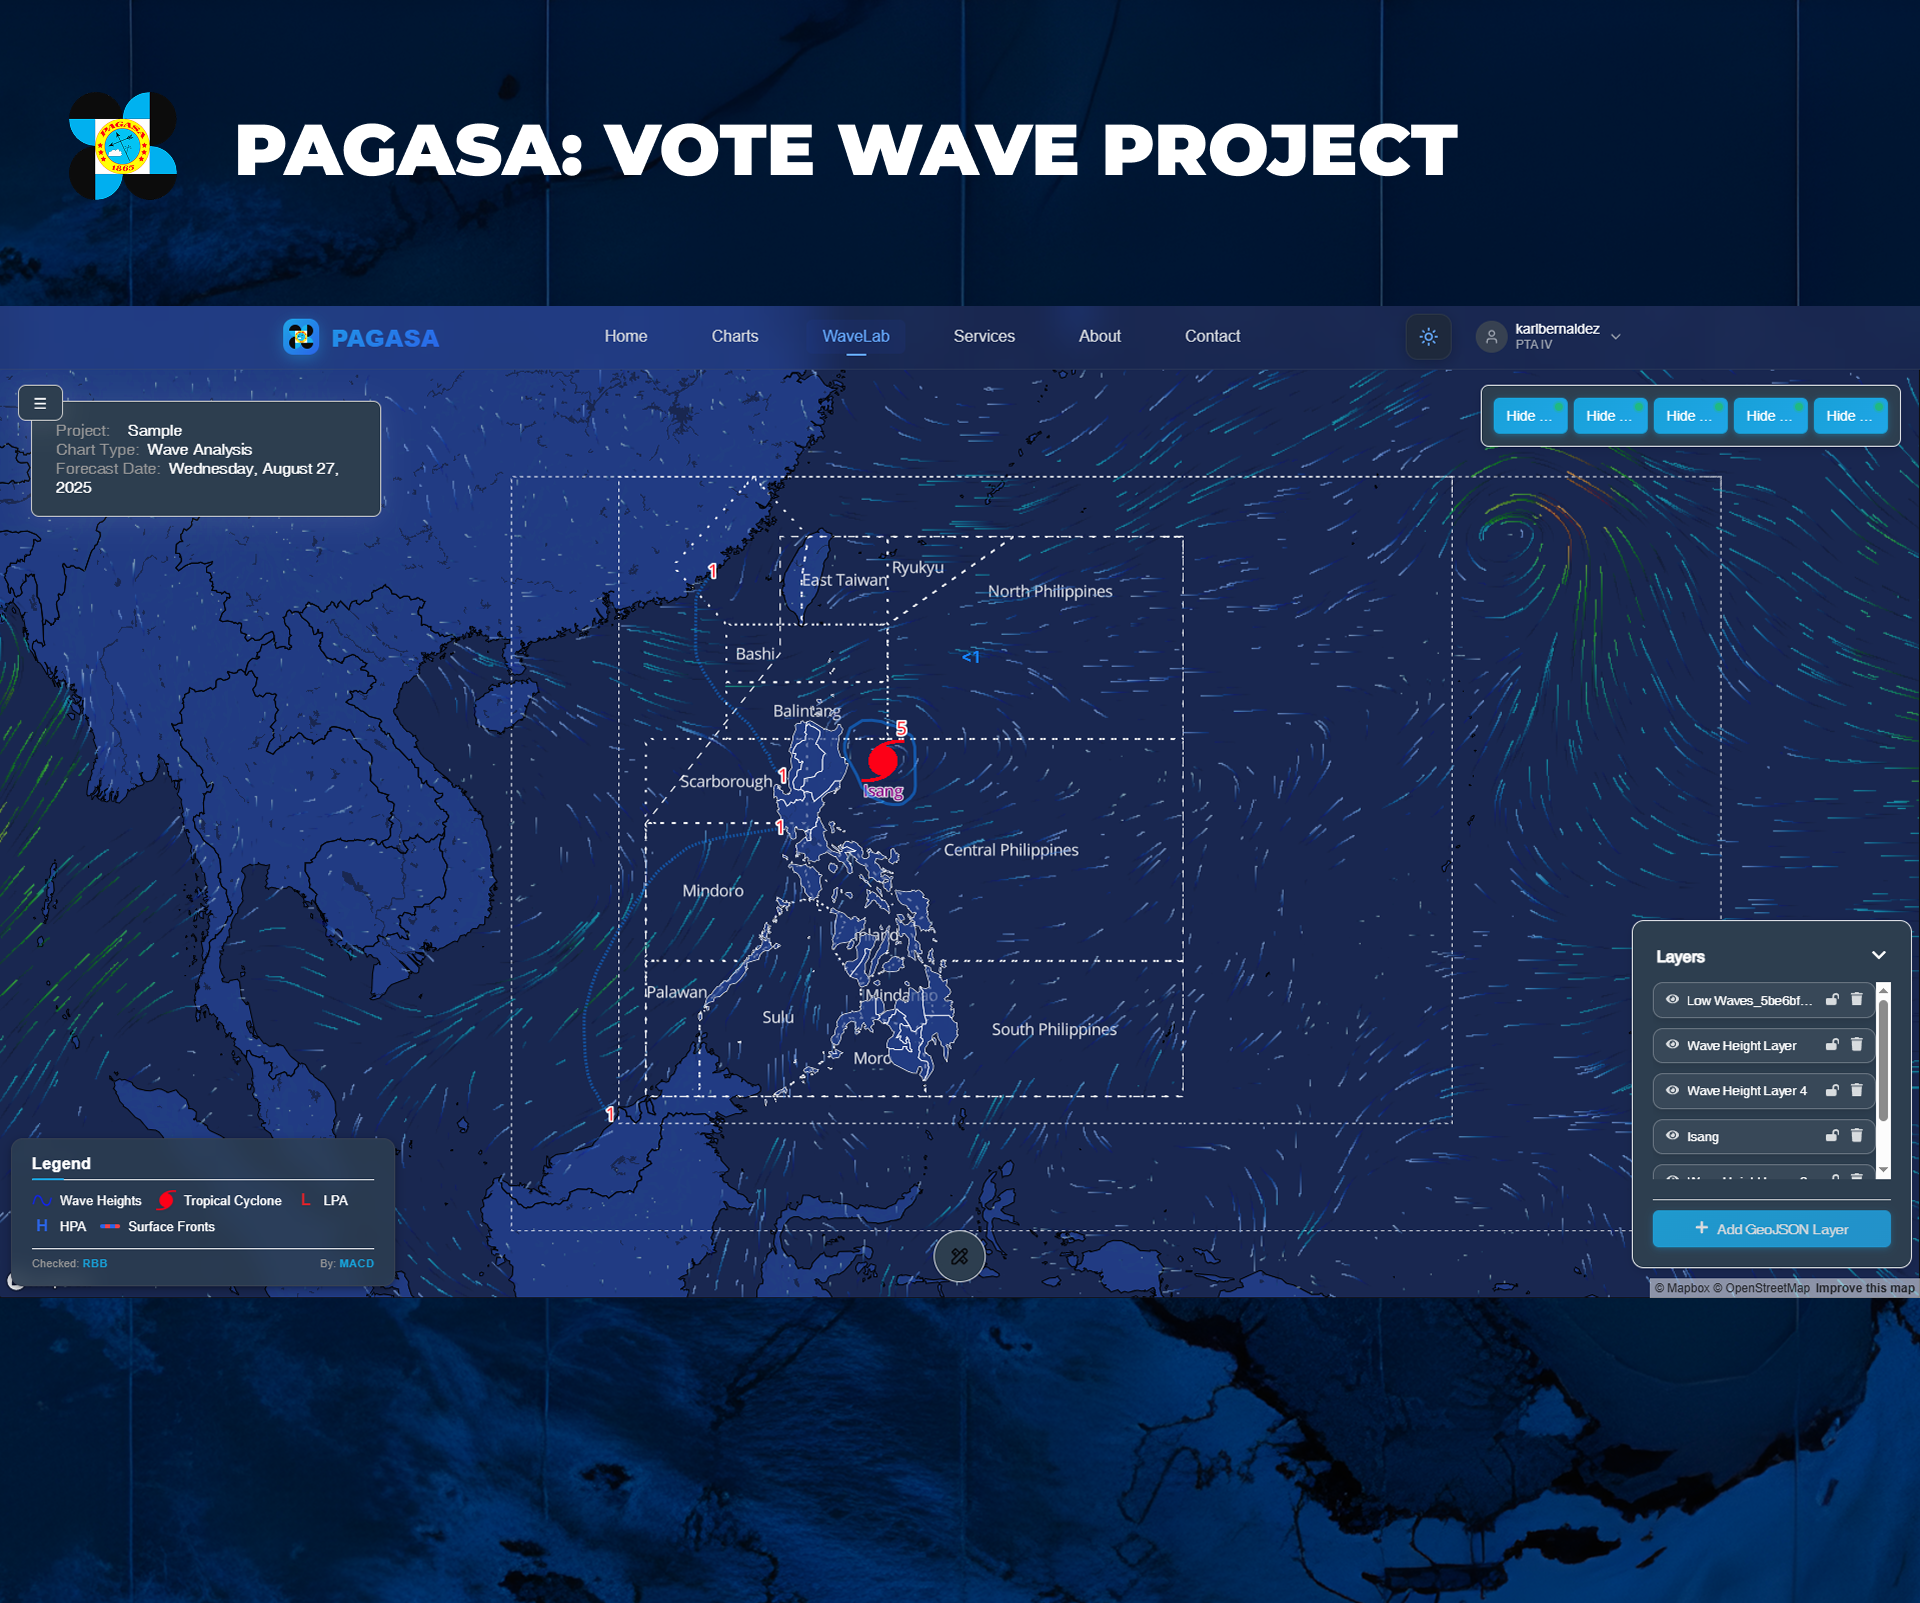 PAGASA
1865
PAGASA: VOTE WAVE PROJECT
PAGASA
Home
Charts
WaveLab
Services
About
Contact
karlbernaldez
PTA IV
Project: Sample
Chart Type: Wave Analysis
Forecast Date: Wednesday, August 27,
2025
Hide ...
Hide ...
Hide ...
Hide ...
Hide ...
1
East Taiwan
Ryukyu
North Philippines
Bashi
<1
Balintang
5
Scarborough
1
Isang
1
Central Philippines
Mindoro
Inland
Palawan
Mindanao
Sulu
South Philippines
Moro
1
Layers
Low Waves_5be6bf...
Wave Height Layer
Wave Height Layer 4
Isang
Legend
Wave Heights
Tropical Cyclone
L LPA
H HPA
Surface Fronts
Checked: RBB
By: MACD
+ Add GeoJSON Layer
© Mapbox © OpenStreetMap Improve this map